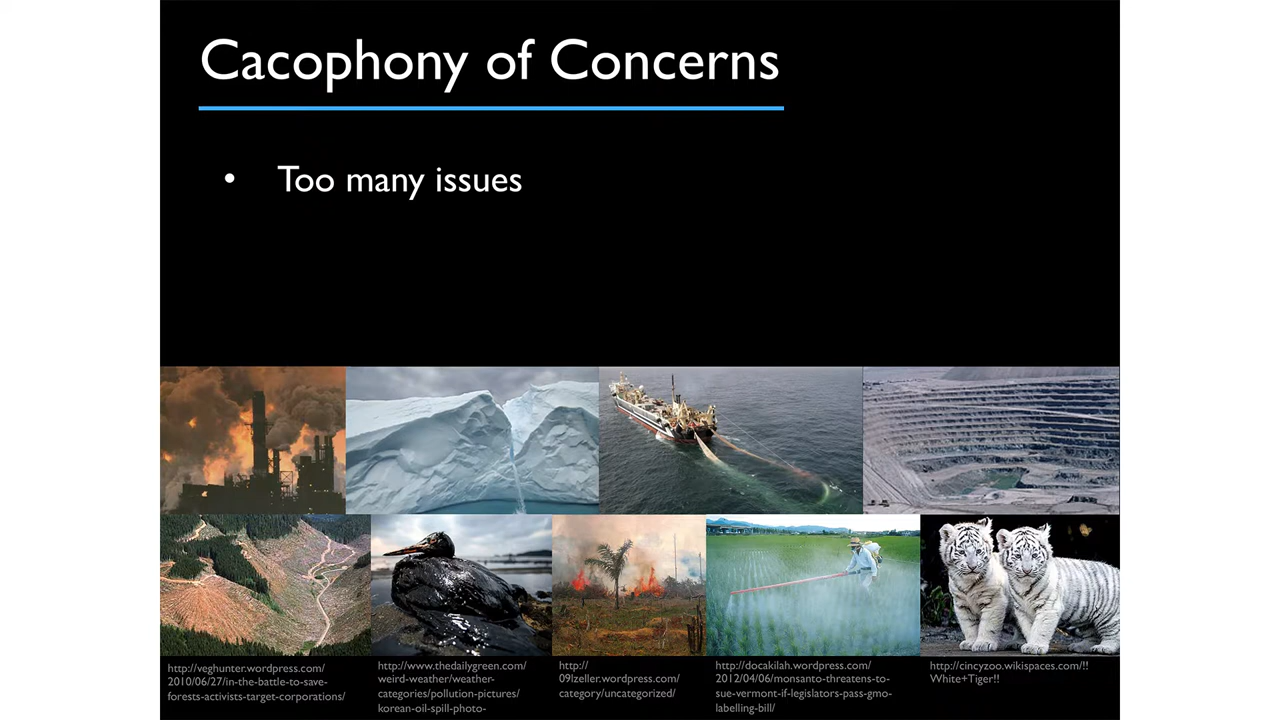 Cacophony of Concerns
• Too many issues
http://veghunter.wordpress.com/
2010/06/27/in-the-battle-to-save-
forests-activists-target-corporations/
http://www.thedailygreen.com/
weird-weather/weather-
categories/pollution-pictures/
korean-oil-spill-photo-
http://
09lzeller.wordpress.com/
category/uncategorized/
http://docakilah.wordpress.com/
2012/04/06/monsanto-threatens-to-
sue-vermont-if-legislators-pass-gmo-
labelling-bill/
http://cincyzoo.wikispaces.com/!!
White+Tiger!!